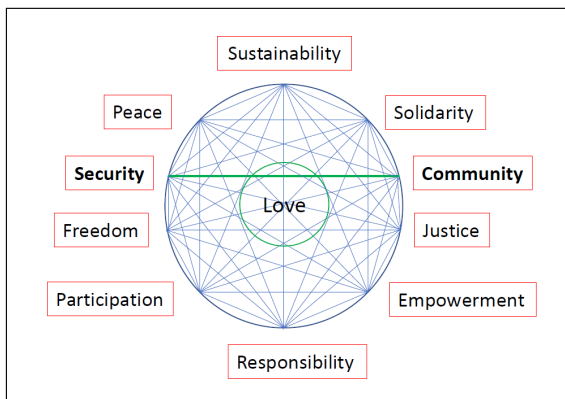 Sustainability
Peace
Solidarity
Security
Community
Love
Freedom
Justice
Participation
Empowerment
Responsibility